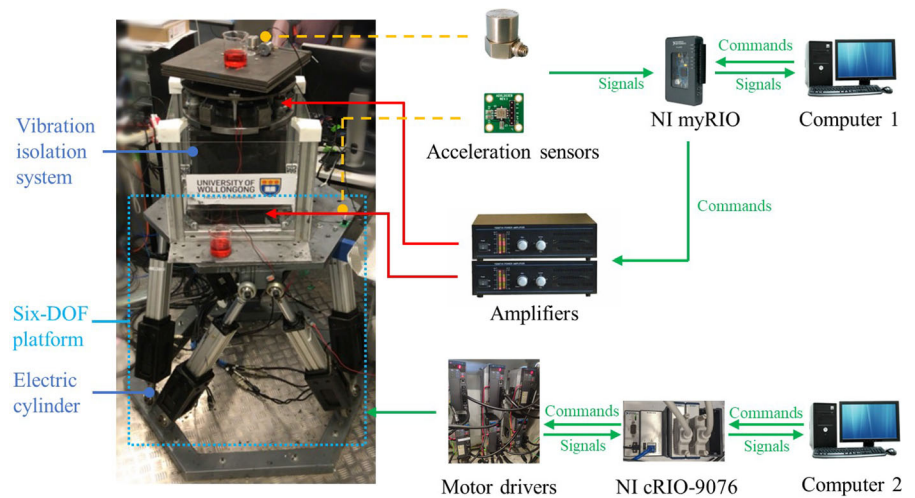 Vibration
isolation
system
UNIVERSITY OF
WOLLONGONG
Six-DOF
platform
Electric
cylinder
Acceleration sensors
Signals
NI myRIO
Commands
Signals
Computer 1
Commands
Amplifiers
Motor drivers
Commands
Signals
NI cRIO-9076
Commands
Signals
Computer 2